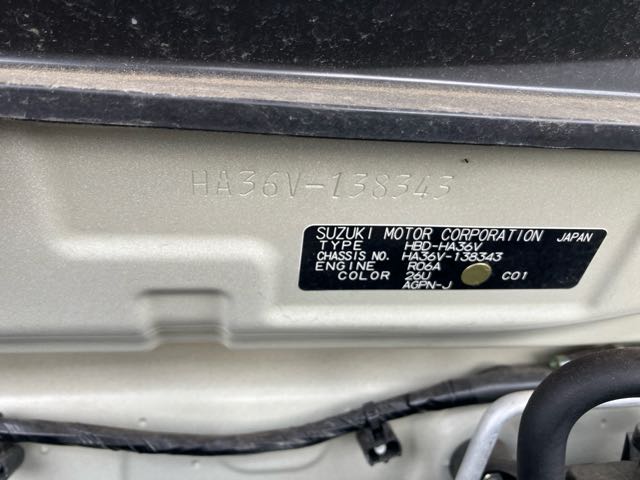 HA36V-138343
SUZUKI MOTOR CORPORATION JAPAN
TYPE HBD-HA36V
CHASSIS NO. HA36V-138343
ENGINE R06A
COLOR 26U C01
AGPN-J